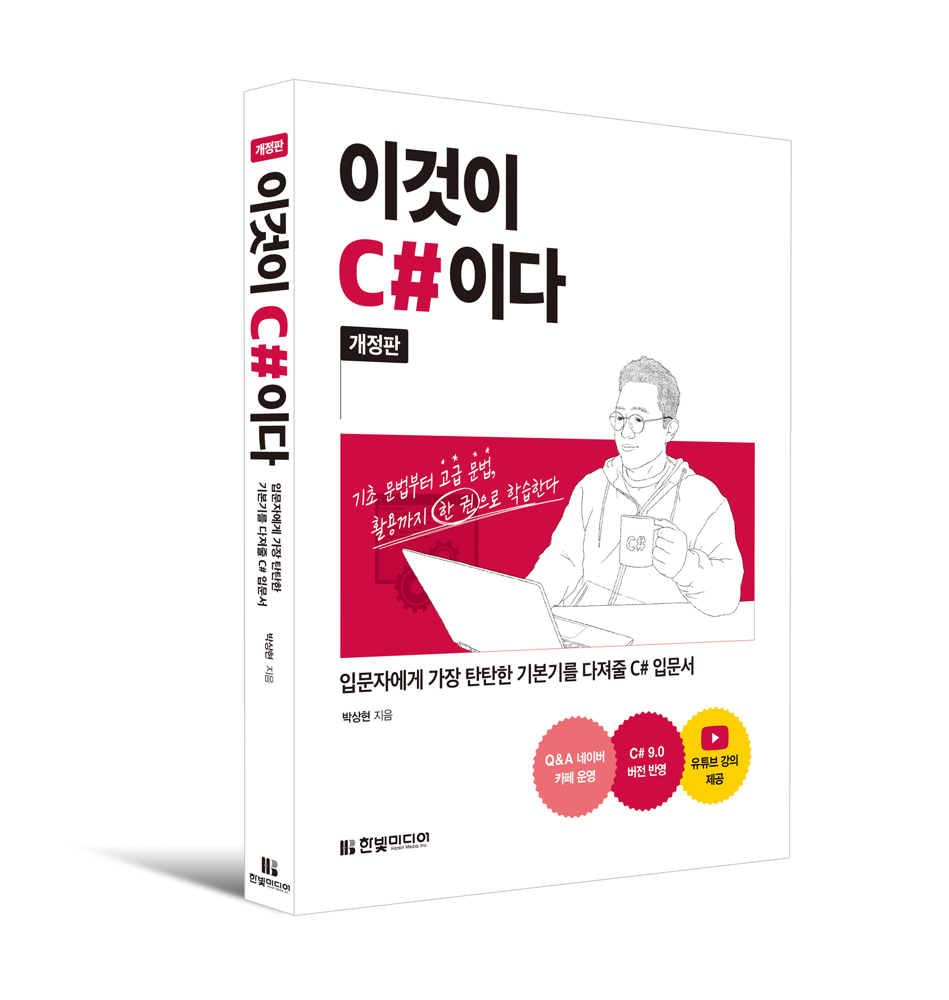 개정판
이것이 C#이다
입문자에게 가장 탄탄한
기본기를 다져줄 C# 입문서
박상현 지음
한빛미디어
Hanbit Media, Inc.
이것이
C#이다
개정판
기초 문법부터 고급 문법,
활용까지 한 권으로 학습한다
C#
입문자에게 가장 탄탄한 기본기를 다져줄 C# 입문서
박상현 지음
Q&A 네이버
카페 운영
C# 9.0
버전 반영
유튜브 강의
제공
한빛미디어
Hanbit Media, Inc.